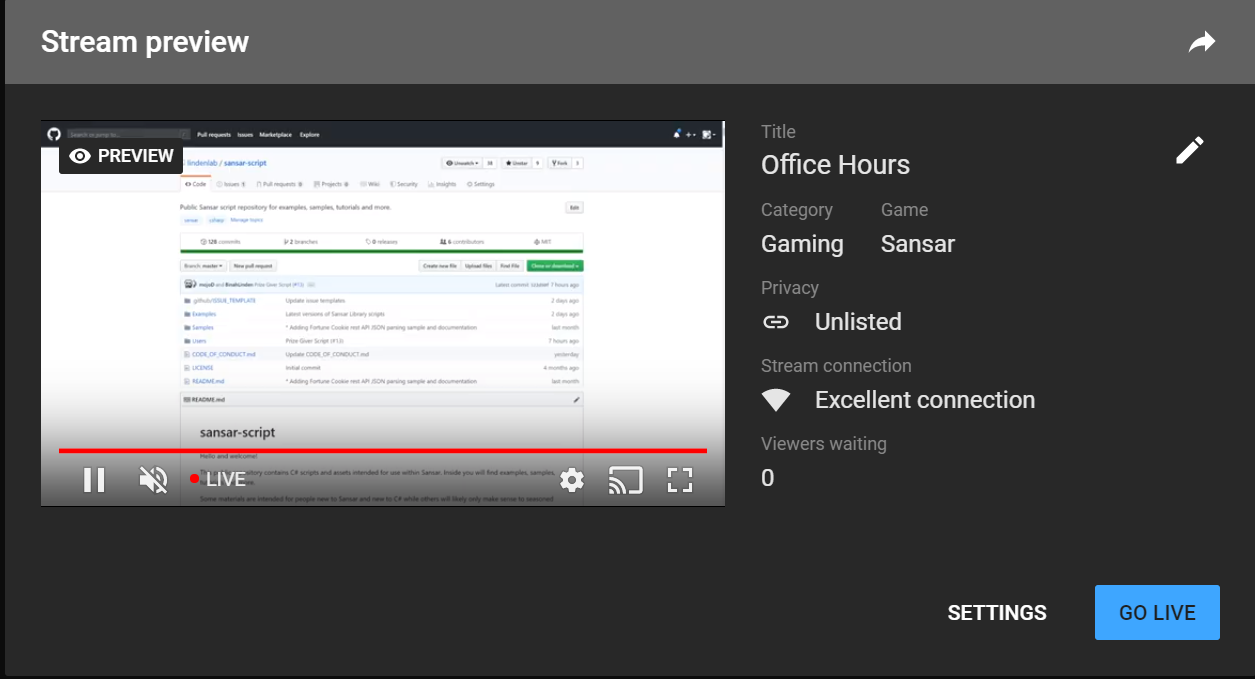 Stream preview
Search or jump to...
Pull requests Issues Marketplace Explore
PREVIEW
lindenlab / sansar-script
Unwatch 38 Unstar 9 Fork 3
Code Issues 1 Pull requests 0 Projects 0 Wiki Security Insights Settings
Public Sansar script repository for examples, samples, tutorials and more.
Edit
sansar csharp Manage topics
128 commits 2 branches 0 releases 6 contributors MIT
Branch: master New pull request Create new file Upload files Find File Clone or download
mojoD and BinahLinden Prize Giver Script (#13) Latest commit 7 hours ago
.github/ISSUE_TEMPLATE Update issue templates 2 days ago
Examples Latest versions of Sansar Library scripts 2 days ago
Samples * Adding Fortune Cookie rest API JSON parsing sample and documentation last month
Users Prize Giver Script (#13) 7 hours ago
CODE_OF_CONDUCT.md Update CODE_OF_CONDUCT.md yesterday
LICENSE Initial commit 4 months ago
README.md * Adding Fortune Cookie rest API JSON parsing sample and documentation last month
README.md
sansar-script
Hello and welcome!
repository contains C# scripts and assets intended for use within Sansar. Inside you will find examples, samples,
LIVE
Some materials are intended for people new to Sansar and new to C# while others will likely only make sense to seasoned
Title
Office Hours
Category Game
Gaming Sansar
Privacy
Unlisted
Stream connection
Excellent connection
Viewers waiting
0
SETTINGS GO LIVE